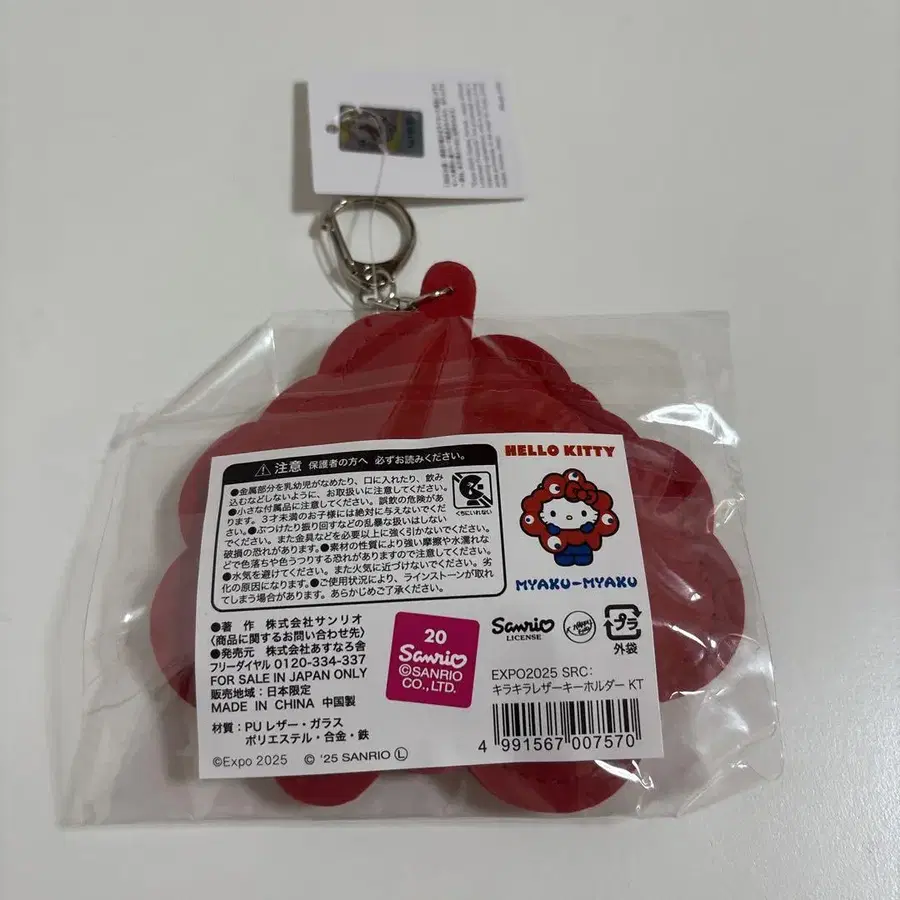 ⚠注意 保護者の方へ 必ずお読みください。
●金属部分を乳幼児がなめたり、口に入れたり、飲み
込むなどしないように、お取扱いに注意してください。
●小さな付属品に注意してください。誤飲の危険があ
ります。3才未満のお子様には絶対に与えないでくだ
さい。●ぶつけたり振り回すなどの乱暴な扱いはしない
でください。また金具などを必要以上に強く引かないでください。
破損の恐れがあります。●素材の性質により強い摩擦や水濡れな
どで色落ちや色うつりする恐れがありますので注意してください。
●水気を避けてください。また火気に近づけないでください。劣
化の原因になります。●ご使用状況により、ラインストーンが取れ
てしまう場合があります。あらかじめご了承ください。
くちにいれない
HELLO KITTY
MYAKU-MYAKU
●著 作 株式会社サンリオ
〈商品に関するお問い合わせ先〉
●発売元 株式会社あすなろ舎
フリーダイヤル 0120-334-337
FOR SALE IN JAPAN ONLY
販売地域:日本限定
MADE IN CHINA 中国製
材質:PUレザー・ガラス
ポリエステル・合金・鉄
©Expo 2025 © '25 SANRIO Ⓛ
20
Sanrio
©SANRIO
CO.,LTD.
Sanrio
LICENSE
プラ
外袋
EXPO2025 SRC:
キラキラレザーキーホルダー KT
4 991567 007570